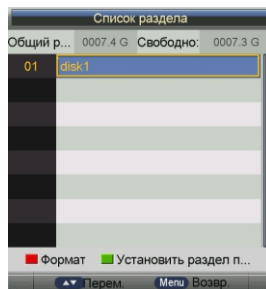 Список раздела
Общий р... 0007.4 G Свободно: 0007.3 G
01 disk1
Формат Установить раздел п...
Перем. Menu Возвр.